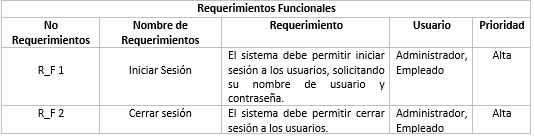 Requerimientos Funcionales
No Requerimientos
Nombre de Requerimientos
Requerimiento
Usuario
Prioridad
R_F 1
Iniciar Sesión
El sistema debe permitir iniciar
sesión a los usuarios, solicitando
su nombre de usuario y
contraseña.
Administrador,
Empleado
Alta
R_F 2
Cerrar sesión
El sistema debe permitir cerrar
sesión a los usuarios.
Administrador,
Empleado
Alta